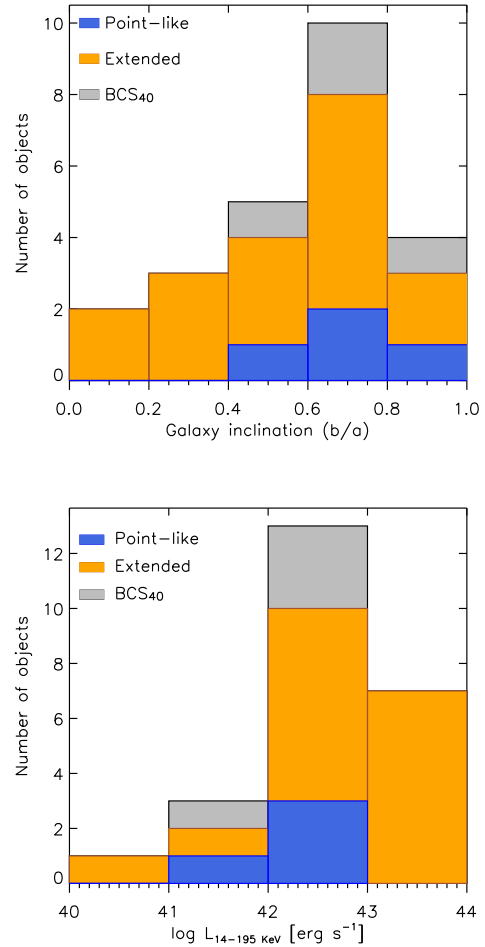 10
Point-like
Extended
8
BCS40
6
4
2
0
Number of objects
0.0 0.2 0.4 0.6 0.8 1.0
Galaxy inclination (b/a)
Point-like
12
Extended
BCS40
10
8
6
4
2
0
Number of objects
40 41 42 43 44
log L14-195 KeV [erg s⁻¹]